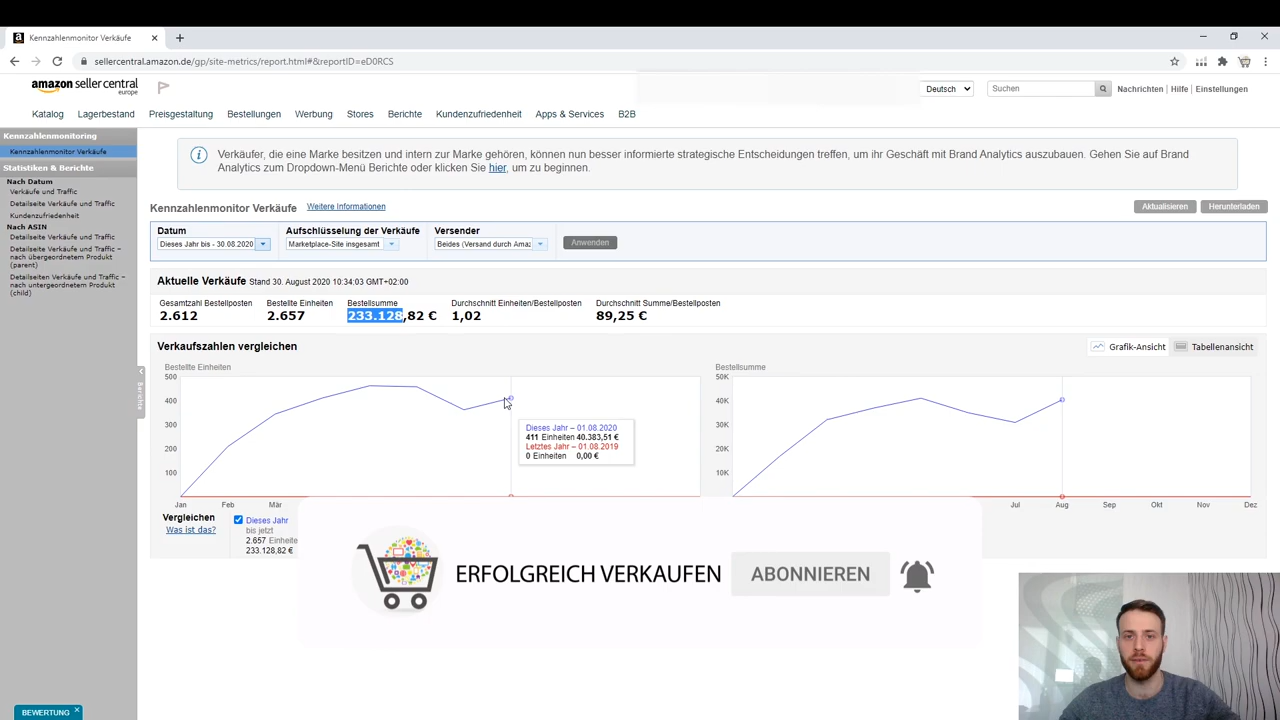 Kennzahlenmonitor Verkäufe
sellercentral.amazon.de/gp/site-metrics/report.html#&reportID=eD0RCS
amazon seller central
europe
Deutsch
Suchen
Nachrichten | Hilfe | Einstellungen
Katalog Lagerbestand Preisgestaltung Bestellungen Werbung Stores Berichte Kundenzufriedenheit Apps & Services B2B
Kennzahlenmonitoring
Kennzahlenmonitor Verkäufe
Statistiken & Berichte
Nach Datum
Verkäufe und Traffic
Detailseite Verkäufe und Traffic
Kundenzufriedenheit
Nach ASIN
Detailseite Verkäufe und Traffic
Detailseite Verkäufe und Traffic –
nach übergeordnetem Produkt
(parent)
Detailseiten Verkäufe und Traffic –
nach untergeordnetem Produkt
(child)
Berichte
Verkäufer, die eine Marke besitzen und intern zur Marke gehören, können nun besser informierte strategische Entscheidungen treffen, um ihr Geschäft mit Brand Analytics auszubauen. Gehen Sie auf Brand
Analytics zum Dropdown-Menü Berichte oder klicken Sie hier, um zu beginnen.
Kennzahlenmonitor Verkäufe Weitere Informationen
Aktualisieren Herunterladen
Datum Aufschlüsselung der Verkäufe Versender
Dieses Jahr bis - 30.08.2020 Marketplace-Site insgesamt Beides (Versand durch Amaz Anwenden
Aktuelle Verkäufe Stand 30. August 2020 10:34:03 GMT+02:00
Gesamtzahl Bestellposten Bestellte Einheiten Bestellsumme Durchschnitt Einheiten/Bestellposten Durchschnitt Summe/Bestellposten
2.612 2.657 233.128,82 € 1,02 89,25 €
Verkaufszahlen vergleichen
Grafik-Ansicht Tabellenansicht
Bestellte Einheiten
500
400
300
200
100
Jan Feb Mär
Dieses Jahr – 01.08.2020
411 Einheiten 40.383,51 €
Letztes Jahr – 01.08.2019
0 Einheiten 0,00 €
Bestellsumme
50K
40K
30K
20K
10K
Jul Aug Sep Okt Nov Dez
Vergleichen
Was ist das?
Dieses Jahr
bis jetzt
2.657 Einheite
233.128,82 €
ERFOLGREICH VERKAUFEN
ABONNIEREN
BEWERTUNG